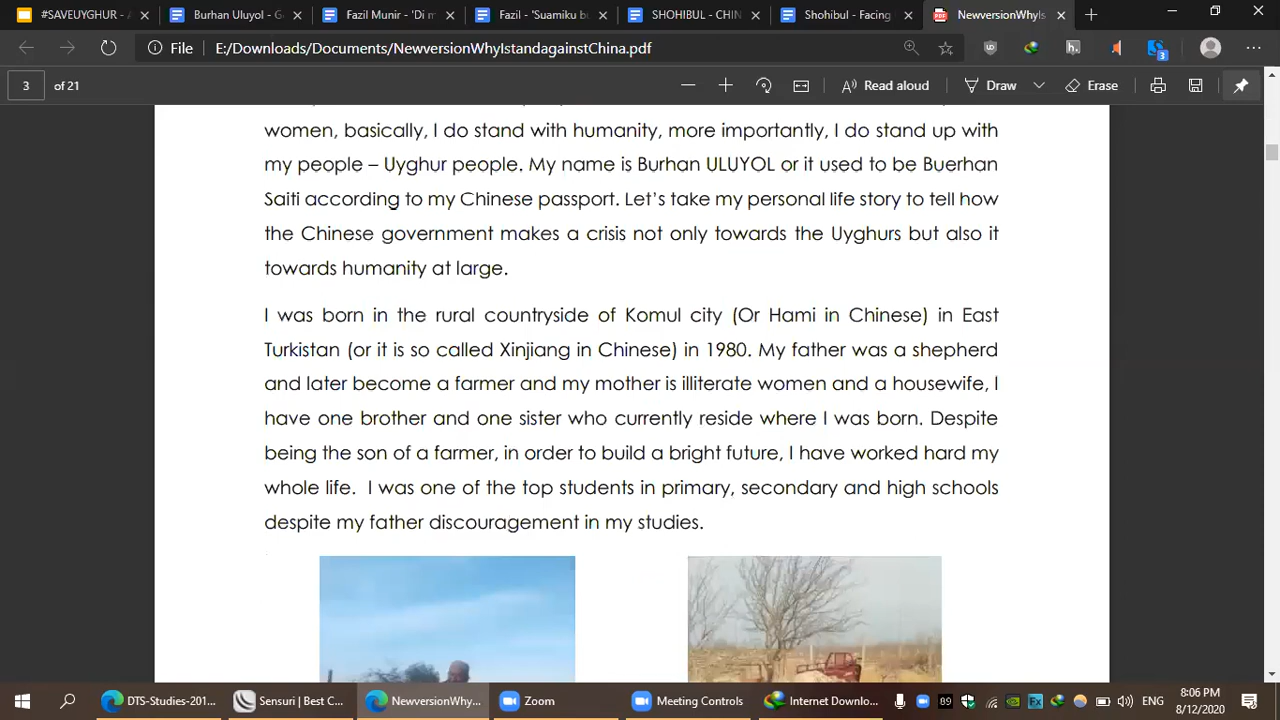 #SAVEUYGHUR - A
Burhan Uluyol - G
Fazil Munir - 'Di m
Fazil - 'Suamiku b
SHOHIBUL - CHIN
Shohibul - Facing
NewversionWhyIs
File E:/Downloads/Documents/NewversionWhyIstandagainstChina.pdf
3 of 21
Read aloud
Draw
Erase
women, basically, I do stand with humanity, more importantly, I do stand up with
my people – Uyghur people. My name is Burhan ULUYOL or it used to be Buerhan
Saiti according to my Chinese passport. Let's take my personal life story to tell how
the Chinese government makes a crisis not only towards the Uyghurs but also it
towards humanity at large.
I was born in the rural countryside of Komul city (Or Hami in Chinese) in East
Turkistan (or it is so called Xinjiang in Chinese) in 1980. My father was a shepherd
and later become a farmer and my mother is illiterate women and a housewife, I
have one brother and one sister who currently reside where I was born. Despite
being the son of a farmer, in order to build a bright future, I have worked hard my
whole life. I was one of the top students in primary, secondary and high schools
despite my father discouragement in my studies.
DTS-Studies-201...
Sensuri | Best C...
NewversionWhy...
Zoom
Meeting Controls
Internet Downlo...
89
ENG
8:06 PM
8/12/2020